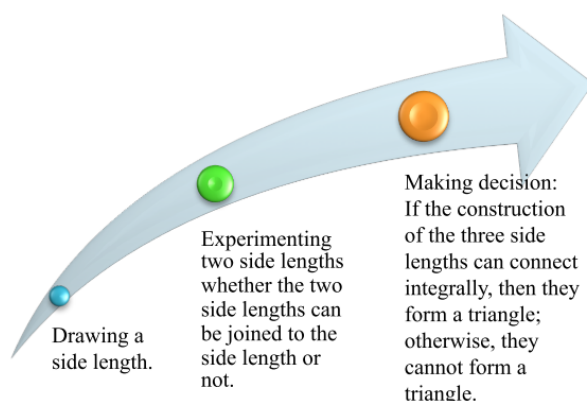 Drawing a
side length.
Experimenting
two side lengths
whether the two
side lengths can
be joined to the
side length or
not.
Making decision:
If the construction
of the three side
lengths can connect
integrally, then they
form a triangle;
otherwise, they
cannot form a
triangle.